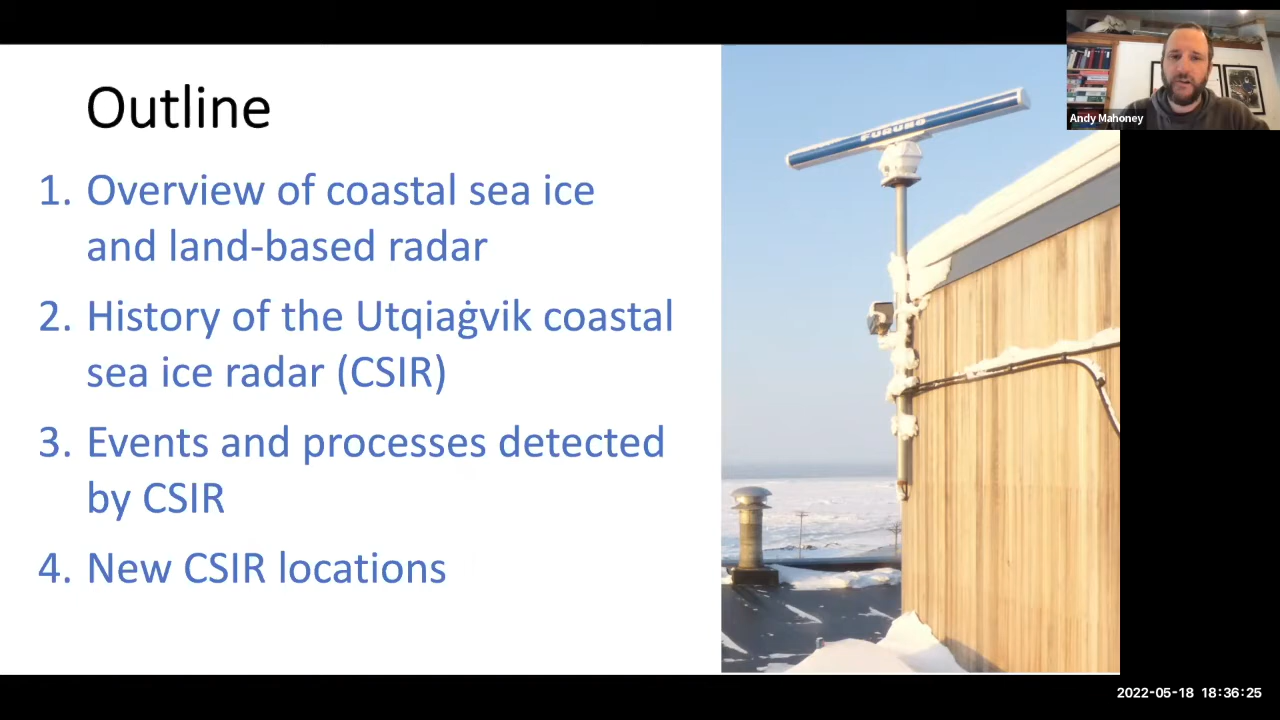 Outline
1. Overview of coastal sea ice
and land-based radar
2. History of the Utqiaġvik coastal
sea ice radar (CSIR)
3. Events and processes detected
by CSIR
4. New CSIR locations
FURUNO
Andy Mahoney
2022-05-18 18:36:25